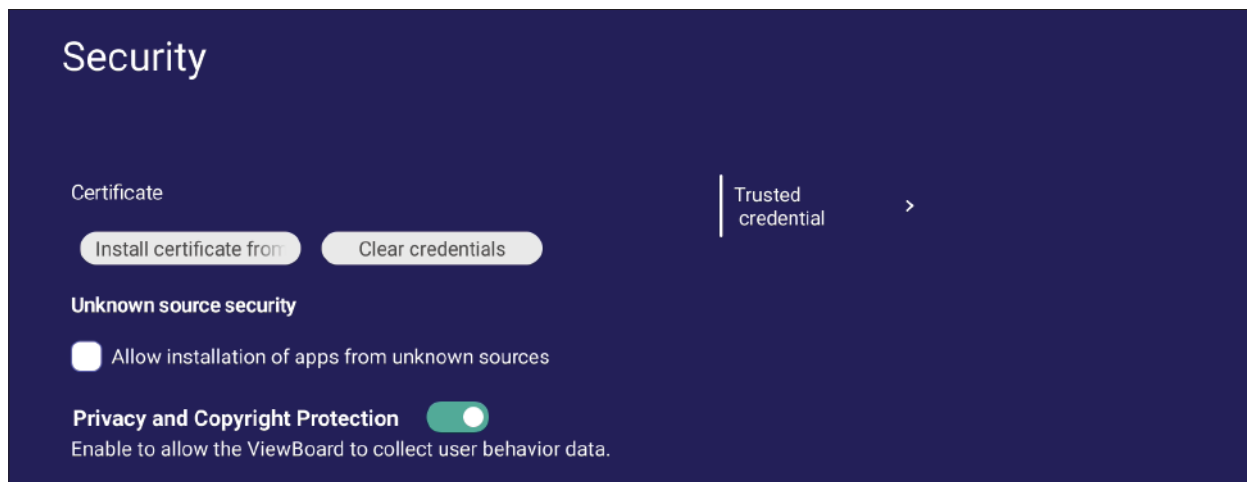 Security
Certificate
Install certificate from
Clear credentials
Trusted
credential
Unknown source security
Allow installation of apps from unknown sources
Privacy and Copyright Protection
Enable to allow the ViewBoard to collect user behavior data.